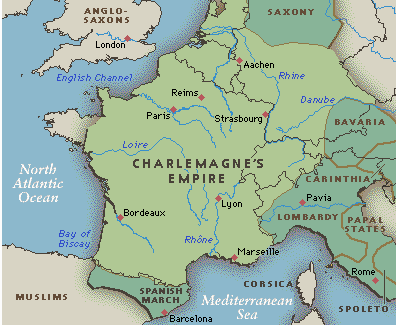 ANGLO-
SAXONS
London
SAXONY
English Channel
Aachen
Rhine
Reims
Paris
Strasbourg
Danube
BAVARIA
Loire
CHARLEMAGNE'S
EMPIRE
North
Atlantic
Ocean
CARINTHIA
Lyon
Pavia
LOMBARDY
PAPAL
STATES
Bordeaux
Bay of
Biscay
Rhône
Marseille
CORSICA
Rome
MUSLIMS
SPANISH
MARCH
Mediterranean
Sea
SPOLETO
Barcelona